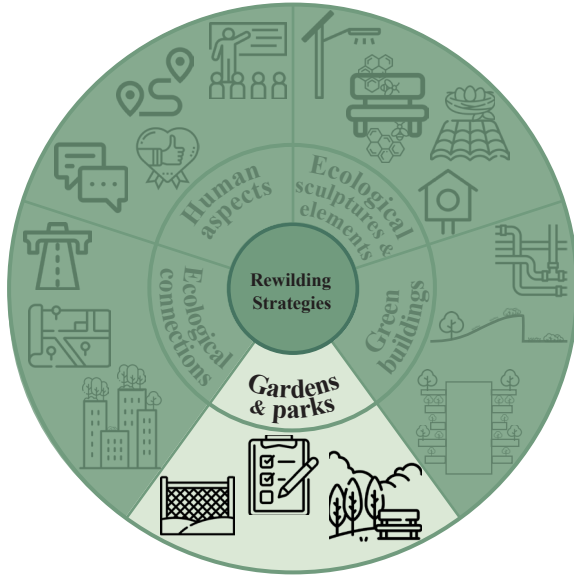 Human
aspects
Ecological
sculptures &
elements
Rewilding
Strategies
Ecological
connections
Green
buildings
Gardens
& parks